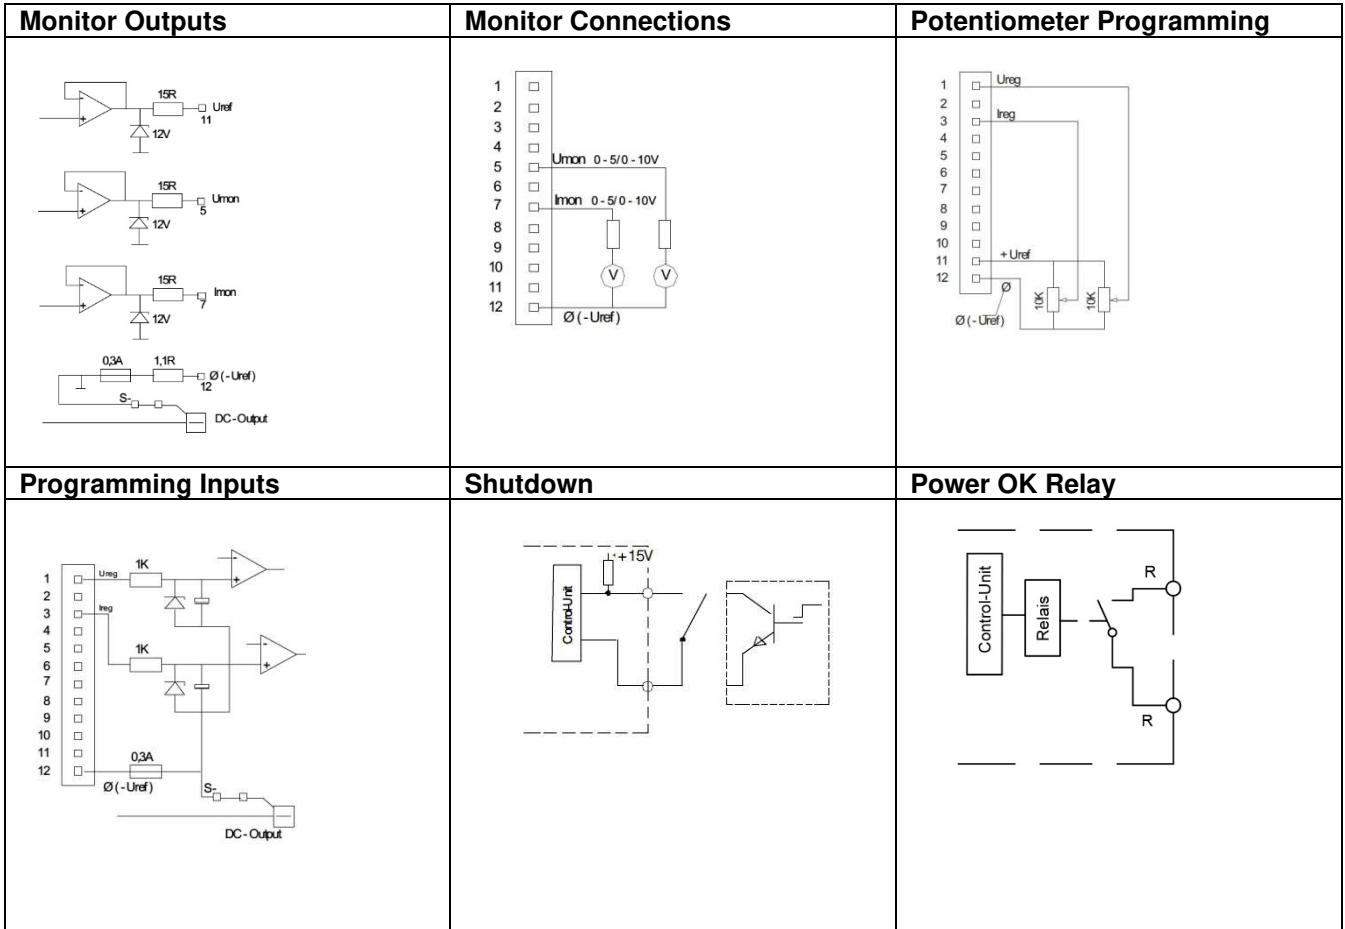 Monitor Outputs
15R
Uref
11
12V
15R
Umon
5
12V
15R
Imon
7
12V
0,3A 1,1R
Ø (-Uref)
12
S-
DC-Output
Monitor Connections
1
2
3
4
5 Umon 0 - 5/0 - 10V
6
7 Imon 0 - 5/0 - 10V
8
9
10
11
12
V V
Ø (-Uref)
Potentiometer Programming
1 Ureg
2
3 Ireg
4
5
6
7
8
9
10
11 + Uref
12
Ø
10K 10K
Ø (-Uref)
Programming Inputs
1K
1 Ureg
2
3 Ireg
4
5
6
7
8
9
10
11
12
1K
0,3A
Ø (-Uref)
S-
DC-Output
- +
- +
Shutdown
+ 15V
Control-Unit
Power OK Relay
Control-Unit
Relais
R
R